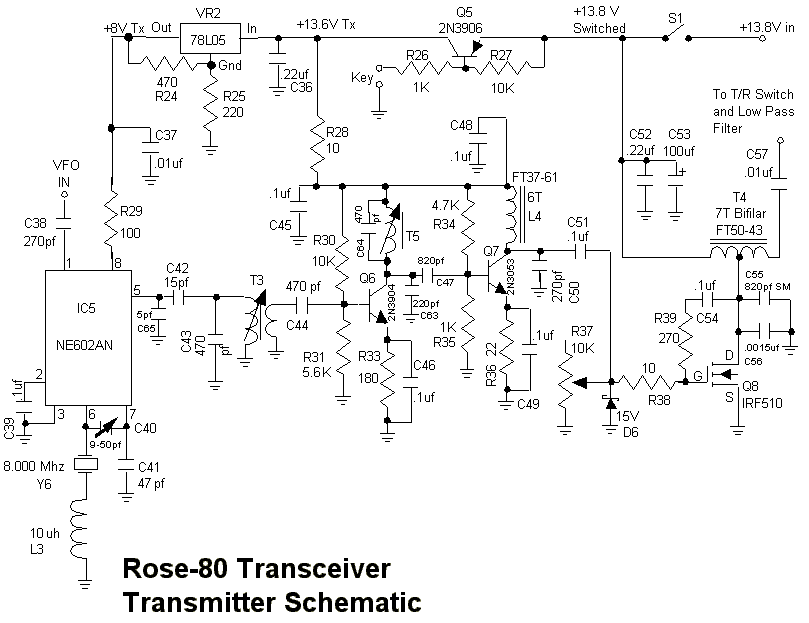 VR2
Q5
2N3906
+13.8 V
Switched
S1
+8V Tx
Out
78L05
In
+13.6V Tx
+13.8V in
Gnd
.22uf
C36
Key
R26
1K
R27
10K
470
R24
R25
220
To T/R Switch
and Low Pass
Filter
C37
.01uf
R28
10
C48
.1uf
C52
.22uf
C53
100uf
+
C57
.01uf
VFO
IN
FT37-61
6T
L4
T4
7T Bifilar
FT50-43
C38
270pf
R29
100
.1uf
C45
470
pf
C64
T5
4.7K
R34
C51
.1uf
R30
10K
Q6
2N3904
820pf
C47
Q7
2N3053
270pf
C50
1
8
IC5
NE602AN
5
C42
15pf
5pf
C65
T3
470 pf
C44
220pf
C63
C43
470
pf
.1uf
C54
C55
820pf SM
.0015uf
C56
R39
270
1K
R35
R36 22
.1uf
C49
R37
10K
R31
5.6K
R33
180
C46
.1uf
10
R38
G
D
S
Q8
IRF510
15V
D6
2
3
6
7
.1uf
C39
C40
9-50pf
8.000 Mhz
Y6
C41
47 pf
10 uh
L3
Rose-80 Transceiver
Transmitter Schematic